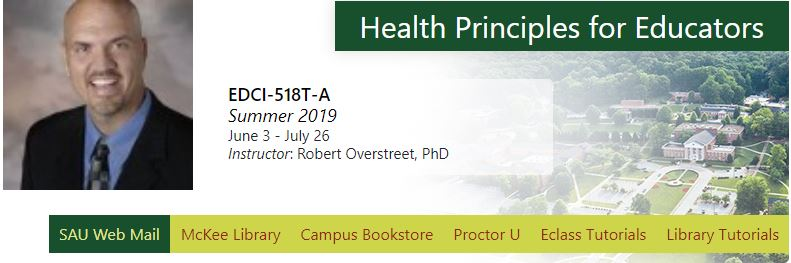 Health Principles for Educators
EDCI-518T-A
Summer 2019
June 3 - July 26
Instructor: Robert Overstreet, PhD
SAU Web Mail McKee Library Campus Bookstore Proctor U Eclass Tutorials Library Tutorials